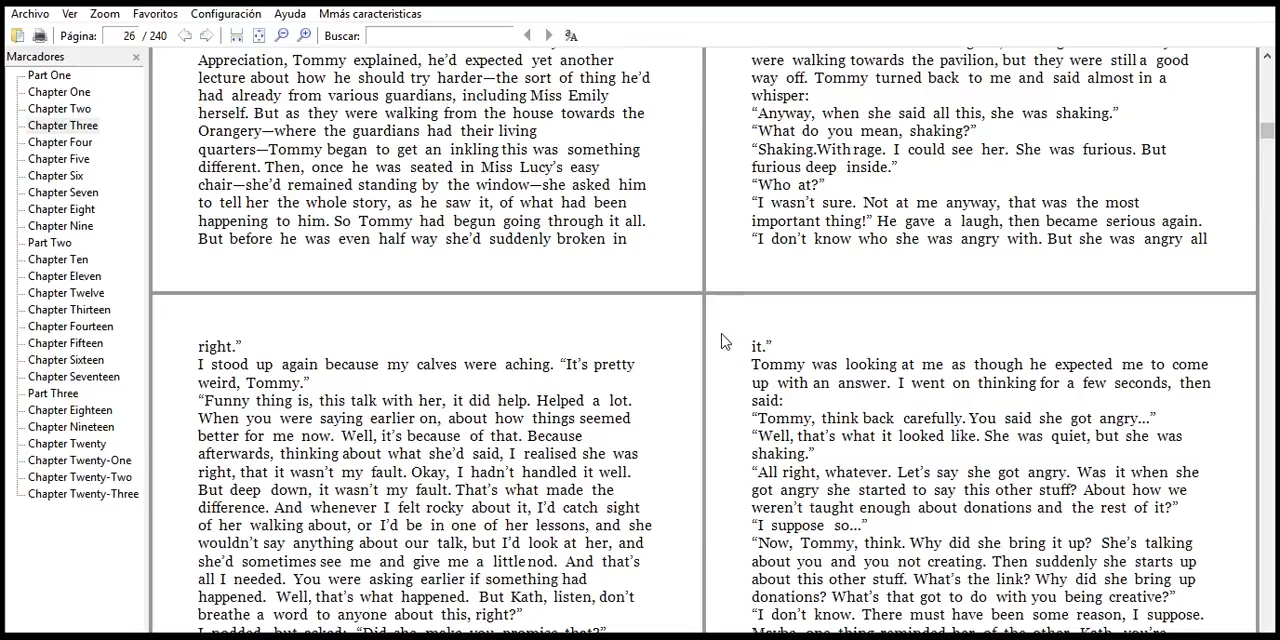 Archivo Ver Zoom Favoritos Configuración Ayuda Mmás caracteristicas
Página: 26 / 240 Buscar:
Marcadores
Part One
Chapter One
Chapter Two
Chapter Three
Chapter Four
Chapter Five
Chapter Six
Chapter Seven
Chapter Eight
Chapter Nine
Part Two
Chapter Ten
Chapter Eleven
Chapter Twelve
Chapter Thirteen
Chapter Fourteen
Chapter Fifteen
Chapter Sixteen
Chapter Seventeen
Part Three
Chapter Eighteen
Chapter Nineteen
Chapter Twenty
Chapter Twenty-One
Chapter Twenty-Two
Chapter Twenty-Three
Appreciation, Tommy explained, he’d expected yet another
lecture about how he should try harder—the sort of thing he’d
had already from various guardians, including Miss Emily
herself. But as they were walking from the house towards the
Orangery—where the guardians had their living
quarters—Tommy began to get an inkling this was something
different. Then, once he was seated in Miss Lucy’s easy
chair—she’d remained standing by the window—she asked him
to tell her the whole story, as he saw it, of what had been
happening to him. So Tommy had begun going through it all.
But before he was even half way she’d suddenly broken in
were walking towards the pavilion, but they were still a good
way off. Tommy turned back to me and said almost in a
whisper:
“Anyway, when she said all this, she was shaking.”
“What do you mean, shaking?”
“Shaking.With rage. I could see her. She was furious. But
furious deep inside.”
“Who at?”
“I wasn’t sure. Not at me anyway, that was the most
important thing!” He gave a laugh, then became serious again.
“I don’t know who she was angry with. But she was angry all
right.”
I stood up again because my calves were aching. “It’s pretty
weird, Tommy.”
“Funny thing is, this talk with her, it did help. Helped a lot.
When you were saying earlier on, about how things seemed
better for me now. Well, it’s because of that. Because
afterwards, thinking about what she’d said, I realised she was
right, that it wasn’t my fault. Okay, I hadn’t handled it well.
But deep down, it wasn’t my fault. That’s what made the
difference. And whenever I felt rocky about it, I’d catch sight
of her walking about, or I’d be in one of her lessons, and she
wouldn’t say anything about our talk, but I’d look at her, and
she’d sometimes see me and give me a little nod. And that’s
all I needed. You were asking earlier if something had
happened. Well, that’s what happened. But Kath, listen, don’t
breathe a word to anyone about this, right?”
I nodded, but asked: “Did she make you promise that?”
it.”
Tommy was looking at me as though he expected me to come
up with an answer. I went on thinking for a few seconds, then
said:
“Tommy, think back carefully. You said she got angry...”
“Well, that’s what it looked like. She was quiet, but she was
shaking.”
“All right, whatever. Let’s say she got angry. Was it when she
got angry she started to say this other stuff? About how we
weren’t taught enough about donations and the rest of it?”
“I suppose so...”
“Now, Tommy, think. Why did she bring it up? She’s talking
about you and you not creating. Then suddenly she starts up
about this other stuff. What’s the link? Why did she bring up
donations? What’s that got to do with you being creative?”
“I don’t know. There must have been some reason, I suppose.
Maybe one thing reminded her of the other. Kath, you’re